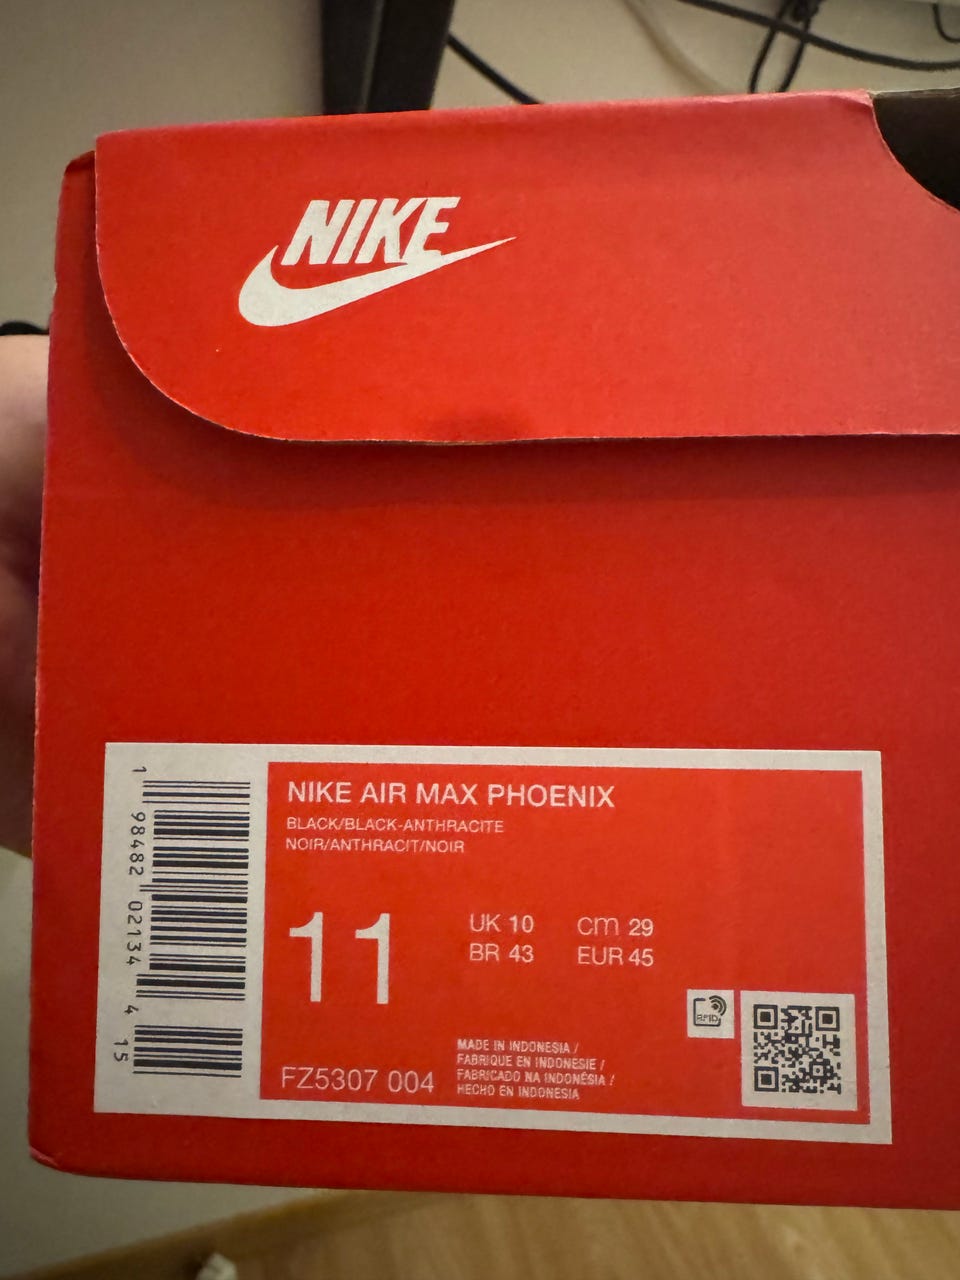 NIKE
NIKE AIR MAX PHOENIX
BLACK/BLACK-ANTHRACITE
NOIR/ANTHRACIT/NOIR
11
UK 10
cm 29
BR 43
EUR 45
RFID
MADE IN INDONESIA /
FABRIQUE EN INDONESIE /
FABRICADO NA INDONÉSIA /
HECHO EN INDONESIA
FZ5307 004
1 98482 02134 4 15